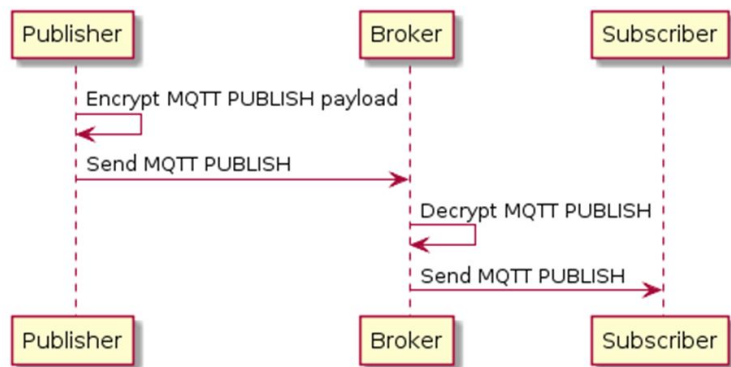 Publisher
Broker
Subscriber
Encrypt MQTT PUBLISH payload
Send MQTT PUBLISH
Decrypt MQTT PUBLISH
Send MQTT PUBLISH
Publisher
Broker
Subscriber